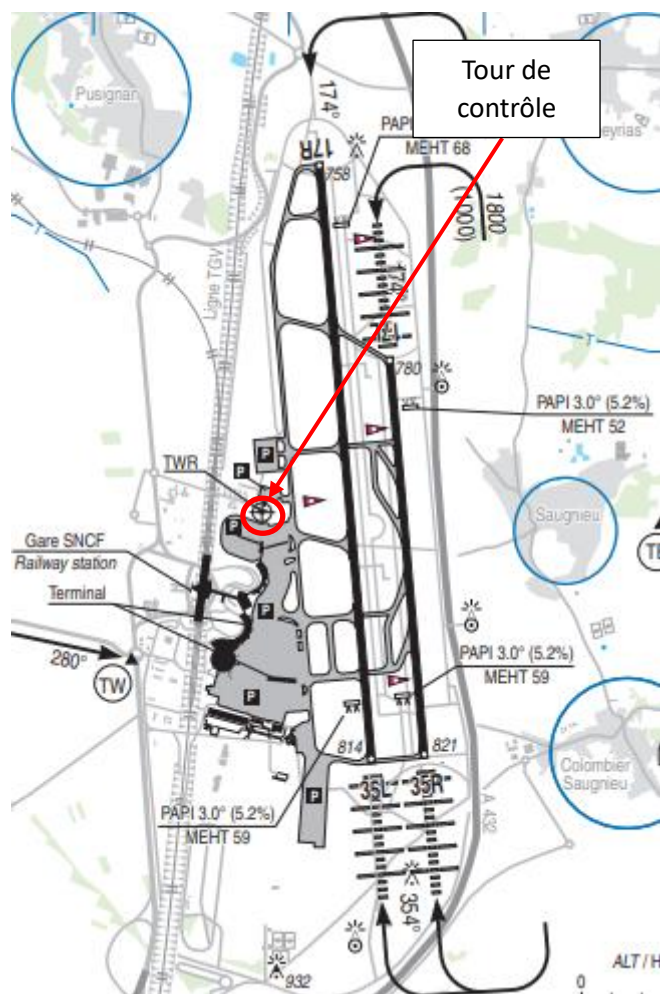 Pusignan
Tour de
contrôle
174°
17R
758
PAPI
MEHT 68
eyrias
1800
(1000)
Ligne TGV
174°
17L
780
PAPI 3.0° (5.2%)
MEHT 52
P
P
TWR
P
Saugnieu
Gare SNCF
Railway station
Terminal
P
280°
TW
PAPI 3.0° (5.2%)
MEHT 59
P
814
821
Colombier
Saugnieu
35L
35R
P
PAPI 3.0° (5.2%)
MEHT 59
A 432
354°
932
ALT / H
0